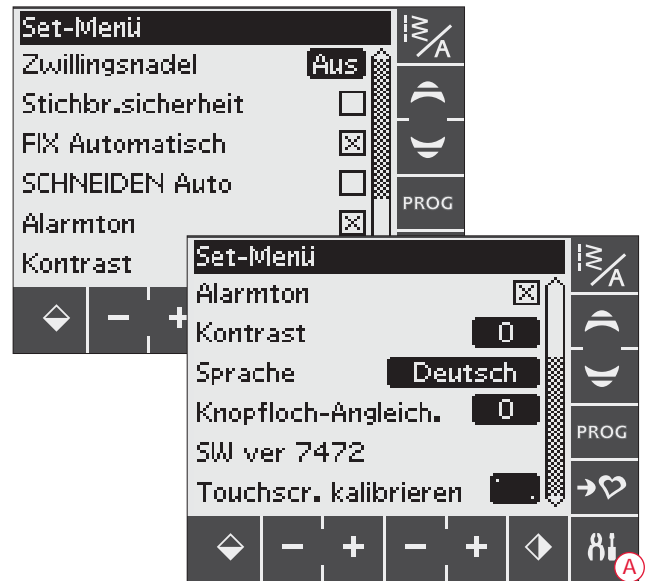 Set-Menü
Zwillingsnadel Aus
Stichbr.sicherheit
FIX Automatisch
SCHNEIDEN Auto
Alarmton
Kontrast
A
PROG
Set-Menü
Alarmton
Kontrast 0
Sprache Deutsch
Knopfloch-Angleich. 0
SW ver 7472
Touchscr. kalibrieren
A
PROG
A